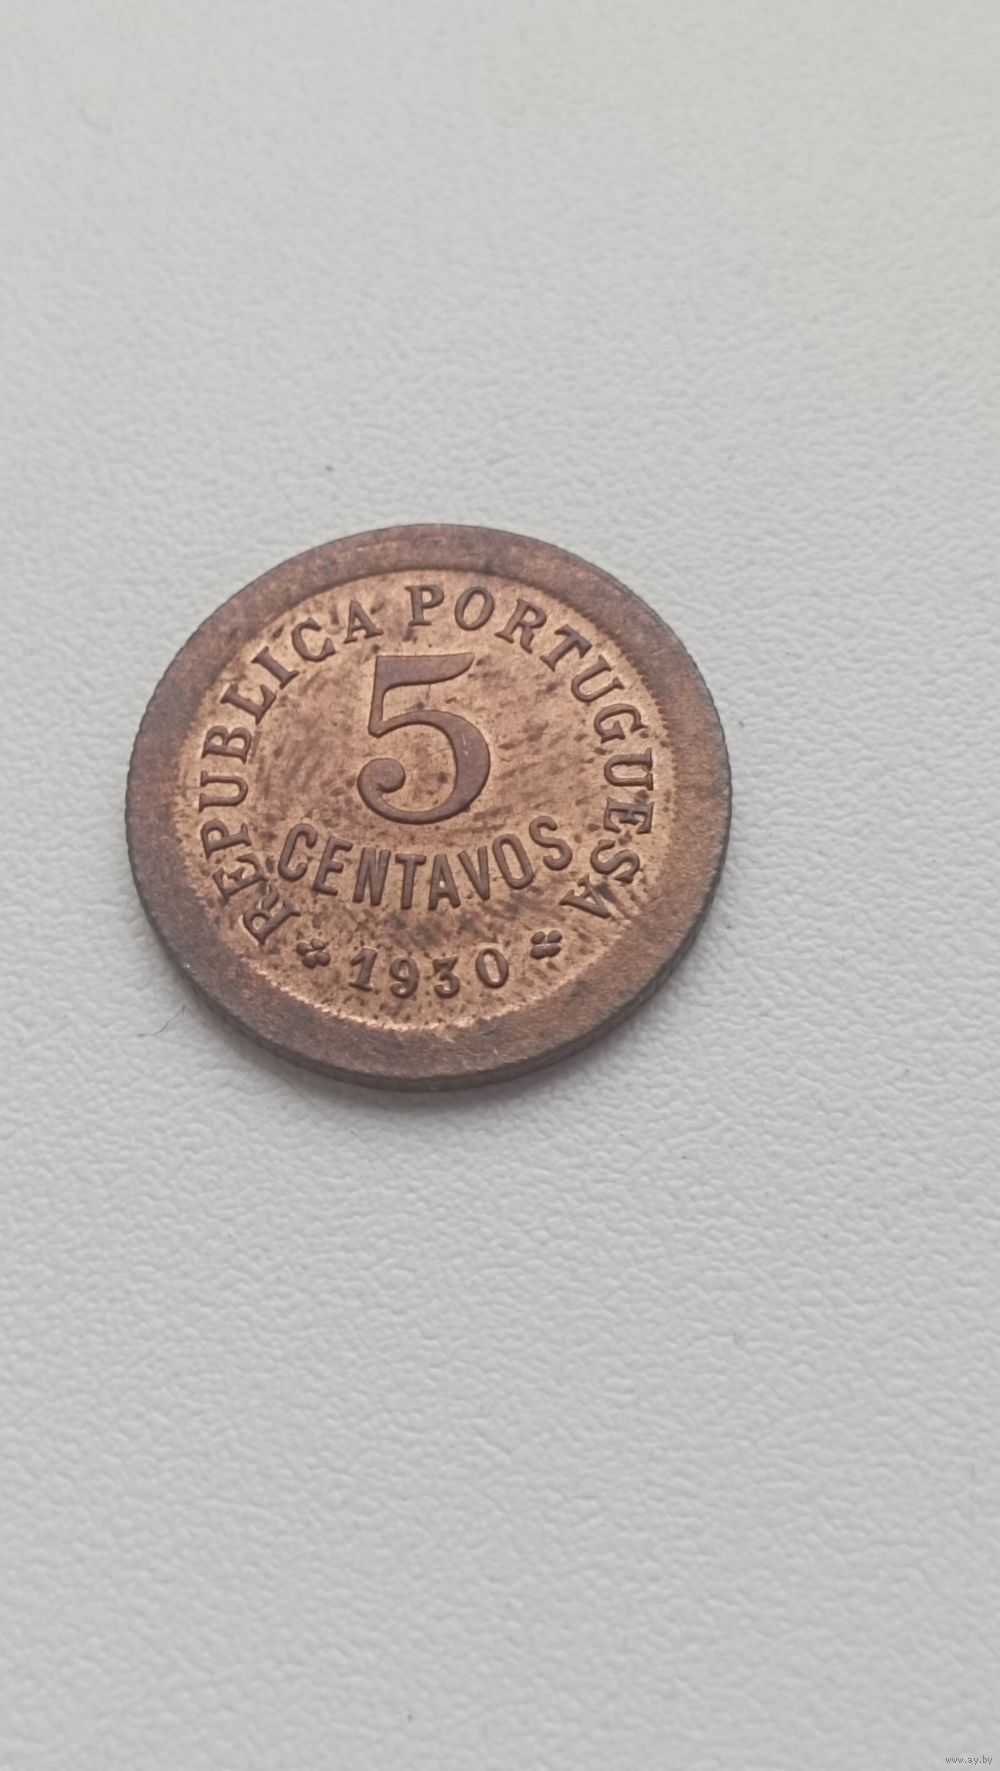 REPUBLICA PORTUGUESA
5
CENTAVOS
1930
www.ay.by